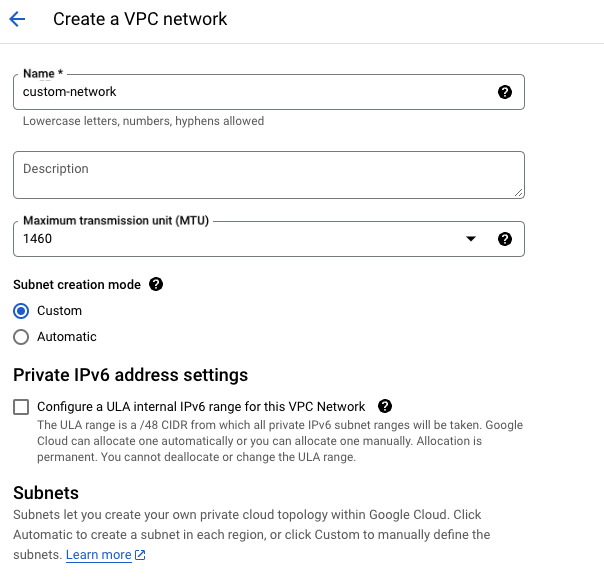 Create a VPC network
Name *
custom-network
Lowercase letters, numbers, hyphens allowed
Description
Maximum transmission unit (MTU)
1460
Subnet creation mode
Custom
Automatic
Private IPv6 address settings
Configure a ULA internal IPv6 range for this VPC Network
The ULA range is a /48 CIDR from which all private IPv6 subnet ranges will be taken. Google
Cloud can allocate one automatically or you can allocate one manually. Allocation is
permanent. You cannot deallocate or change the ULA range.
Subnets
Subnets let you create your own private cloud topology within Google Cloud. Click
Automatic to create a subnet in each region, or click Custom to manually define the
subnets. Learn more